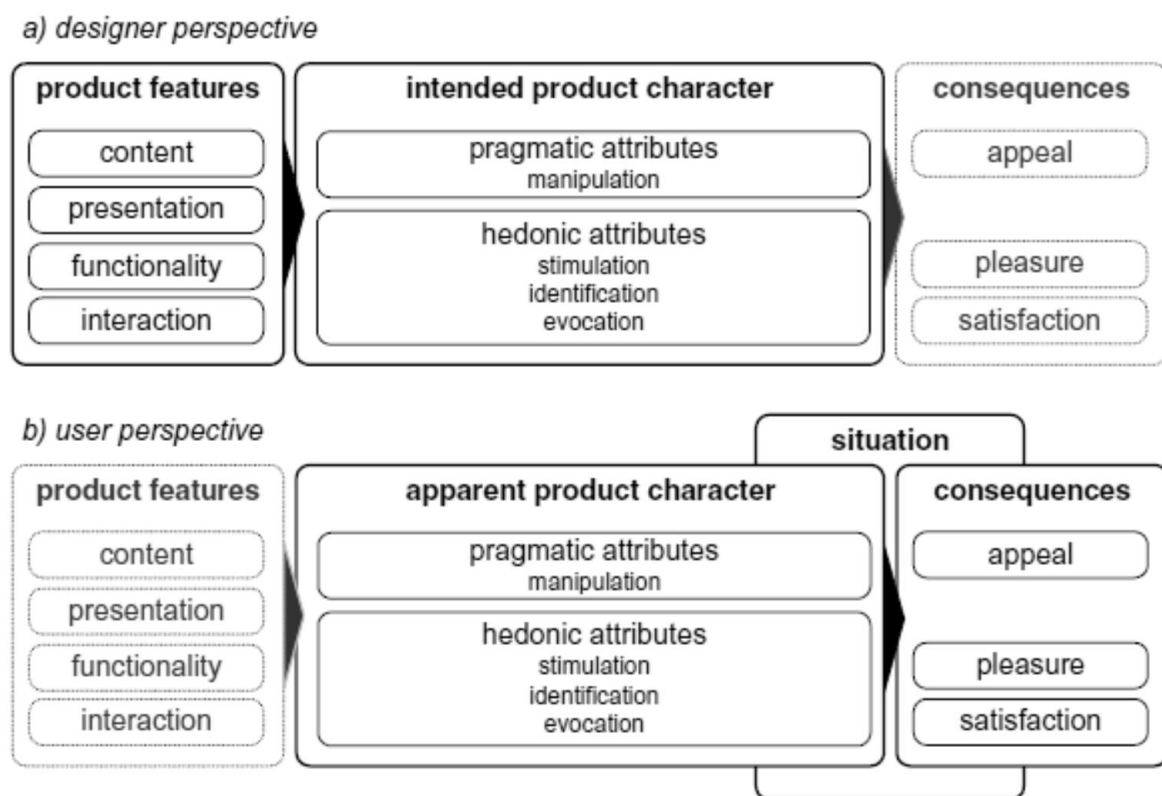 a) designer perspective
product features
content
presentation
functionality
interaction
intended product character
pragmatic attributes
manipulation
hedonic attributes
stimulation
identification
evocation
consequences
appeal
pleasure
satisfaction
b) user perspective
situation
product features
content
presentation
functionality
interaction
apparent product character
pragmatic attributes
manipulation
hedonic attributes
stimulation
identification
evocation
consequences
appeal
pleasure
satisfaction